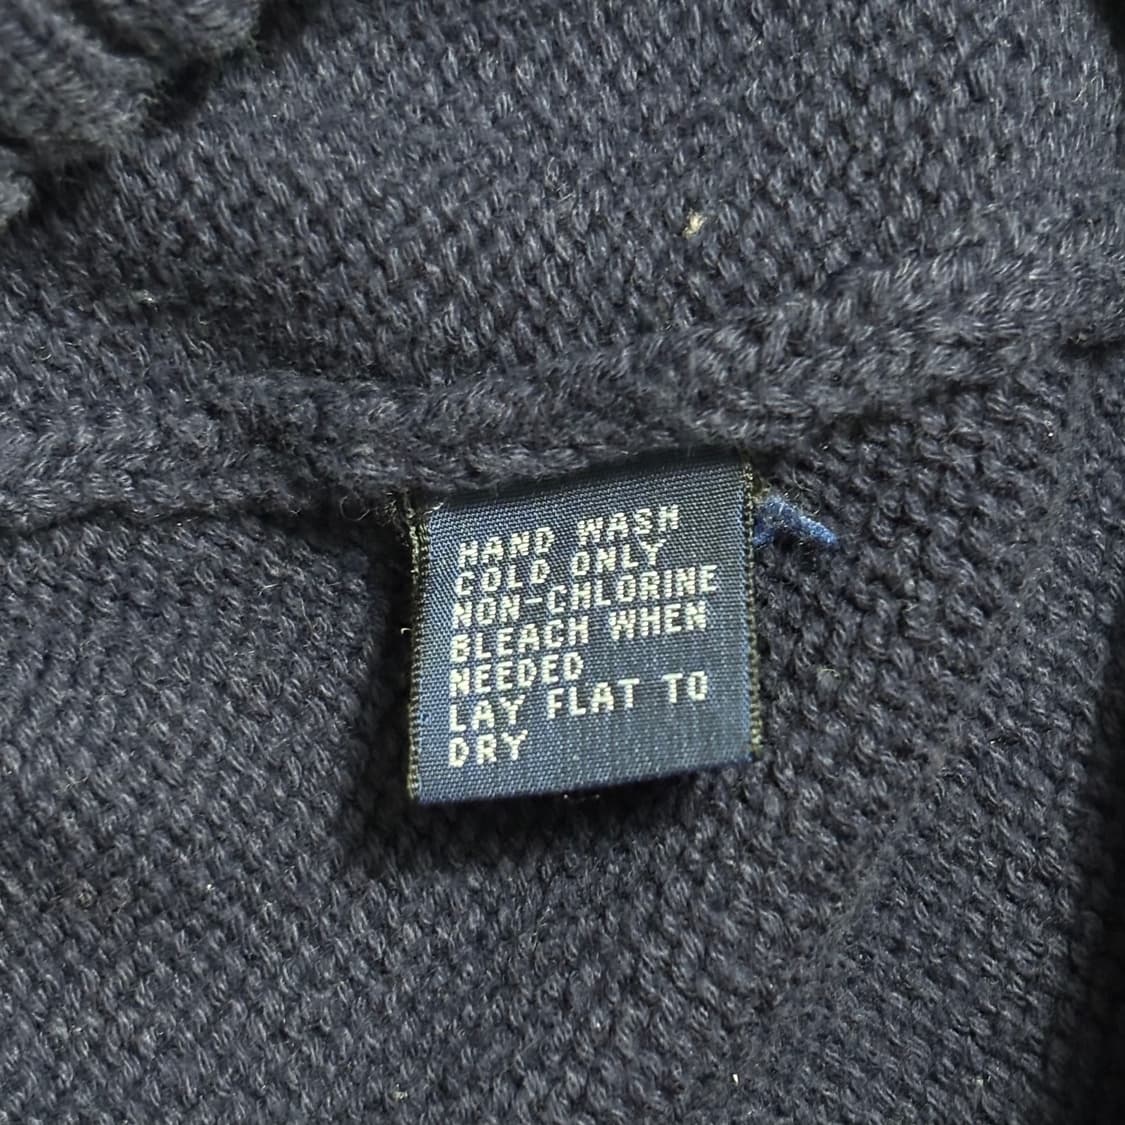 HAND WASH
COLD ONLY
NON-CHLORINE
BLEACH WHEN
NEEDED
LAY FLAT TO
DRY